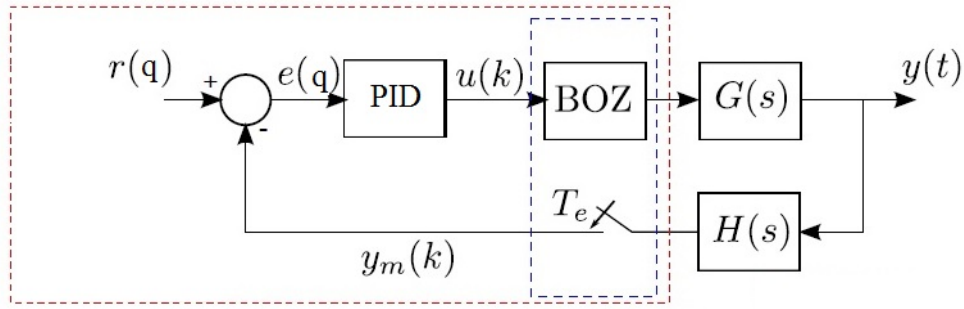 r(q) + e(q) PID u(k) BOZ G(s) y(t)
-
T_e H(s)
y_m(k)